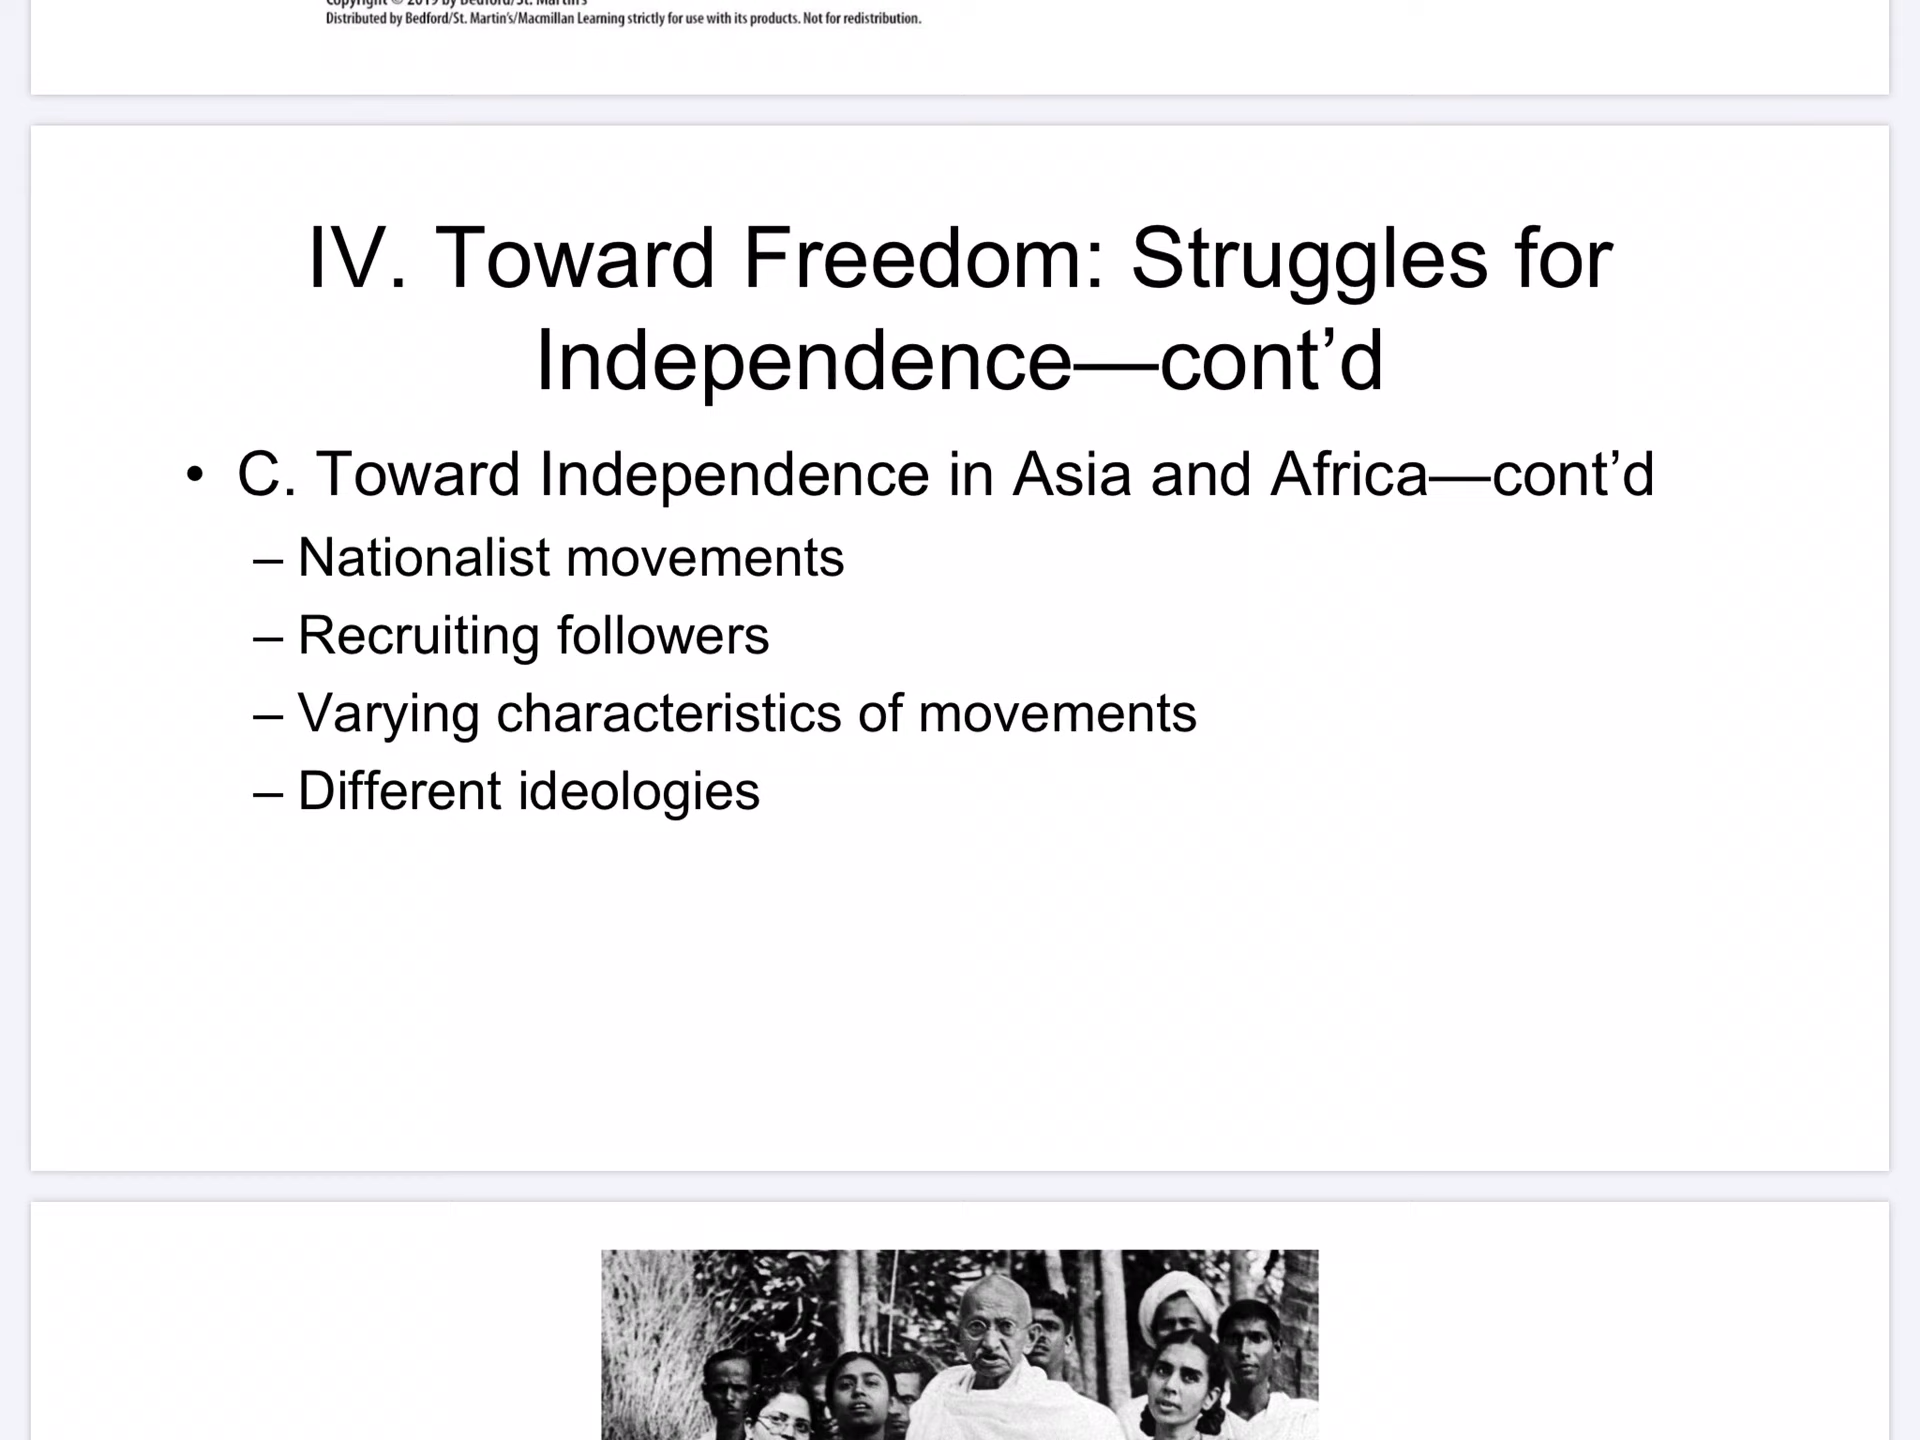 Copyright © 2019 by Bedford/St. Martin's
Distributed by Bedford/St. Martin's/Macmillan Learning strictly for use with its products. Not for redistribution.
IV. Toward Freedom: Struggles for
Independence—cont’d
• C. Toward Independence in Asia and Africa—cont’d
– Nationalist movements
– Recruiting followers
– Varying characteristics of movements
– Different ideologies